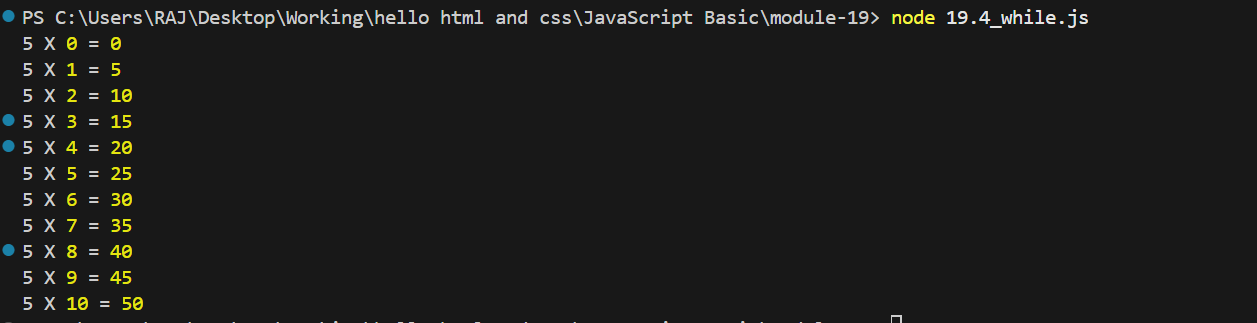 PS C:\Users\RAJ\Desktop\Working\hello html and css\JavaScript Basic\module-19> node 19.4_while.js
5 X 0 = 0
5 X 1 = 5
5 X 2 = 10
5 X 3 = 15
5 X 4 = 20
5 X 5 = 25
5 X 6 = 30
5 X 7 = 35
5 X 8 = 40
5 X 9 = 45
5 X 10 = 50